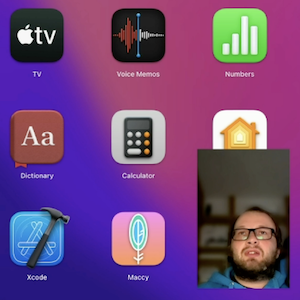 tv
TV
Voice Memos
Numbers
Aa
Dictionary
Calculator
Xcode
Maccy